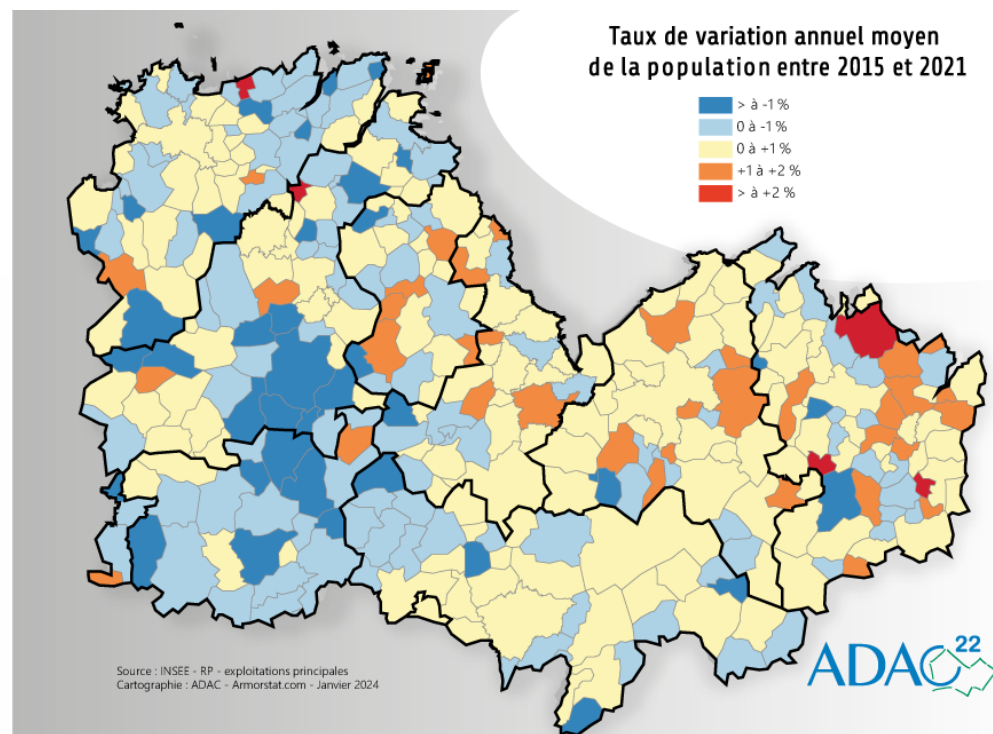 Taux de variation annuel moyen
de la population entre 2015 et 2021
> à -1 %
0 à -1 %
0 à +1 %
+1 à +2 %
> à +2 %
Source : INSEE - RP - exploitations principales
Cartographie : ADAC - Armorstat.com - Janvier 2024
ADAC 22